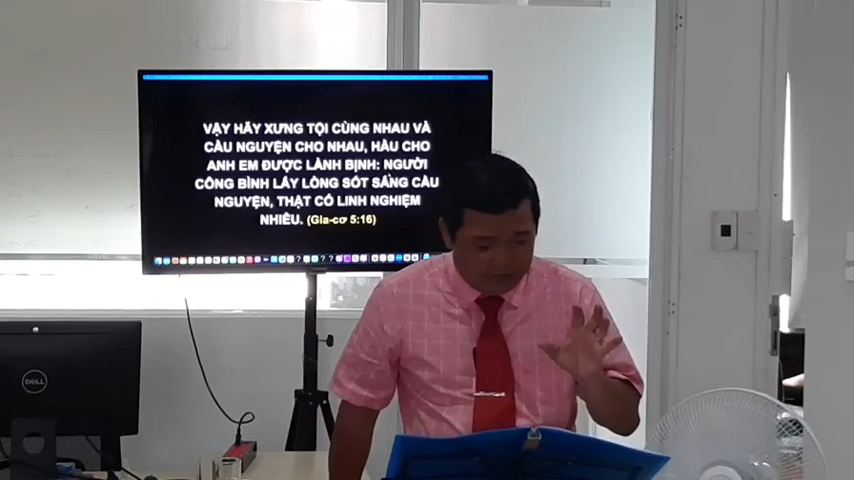 VẬY HÃY XƯNG TỘI CÙNG NHAU VÀ
CẦU NGUYỆN CHO NHAU, HẦU CHO
ANH EM ĐƯỢC LÀNH BỊNH: NGƯỜI
CÔNG BÌNH LẤY LÒNG SỐT SẮNG CẦU
NGUYỆN, THẬT CÓ LINH NGHIỆM
NHIỀU. (Gia-cơ 5:16)
DELL